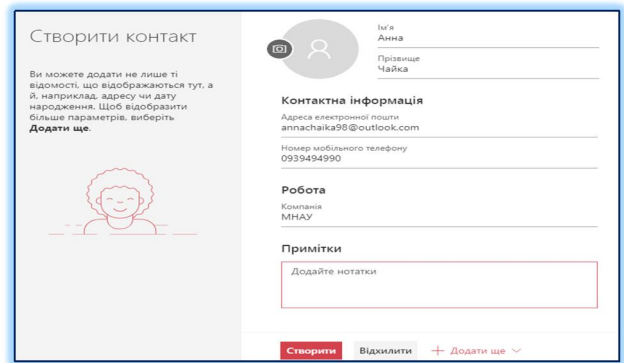 Створити контакт
Ви можете додати не лише ті
відомості, що відображаються тут, а
й, наприклад, адресу чи дату
народження. Щоб відобразити
більше параметрів, виберіть
Додати ще.
Ім'я
Анна
Прізвище
Чайка
Контактна інформація
Адреса електронної пошти
annachaika98@outlook.com
Номер мобільного телефону
0939494990
Робота
Компанія
МНАУ
Примітки
Додайте нотатки
Створити Відхилити + Додати ще